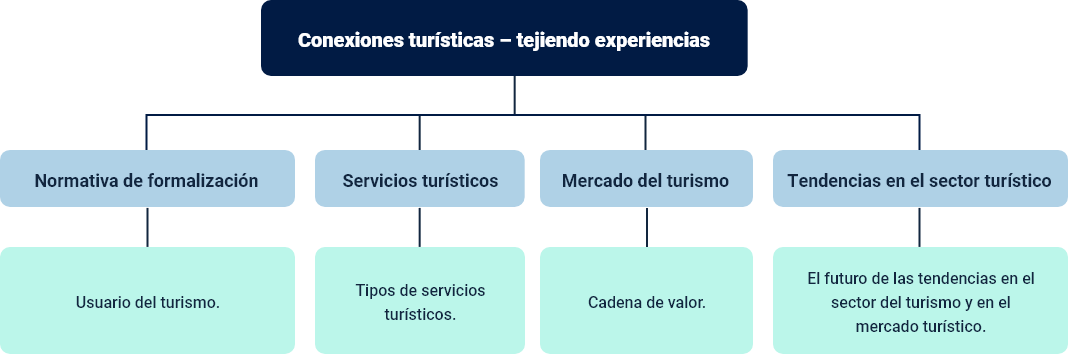 Conexiones turísticas – tejiendo experiencias
Normativa de formalización
Servicios turísticos
Mercado del turismo
Tendencias en el sector turístico
Usuario del turismo.
Tipos de servicios
turísticos.
Cadena de valor.
El futuro de las tendencias en el
sector del turismo y en el
mercado turístico.